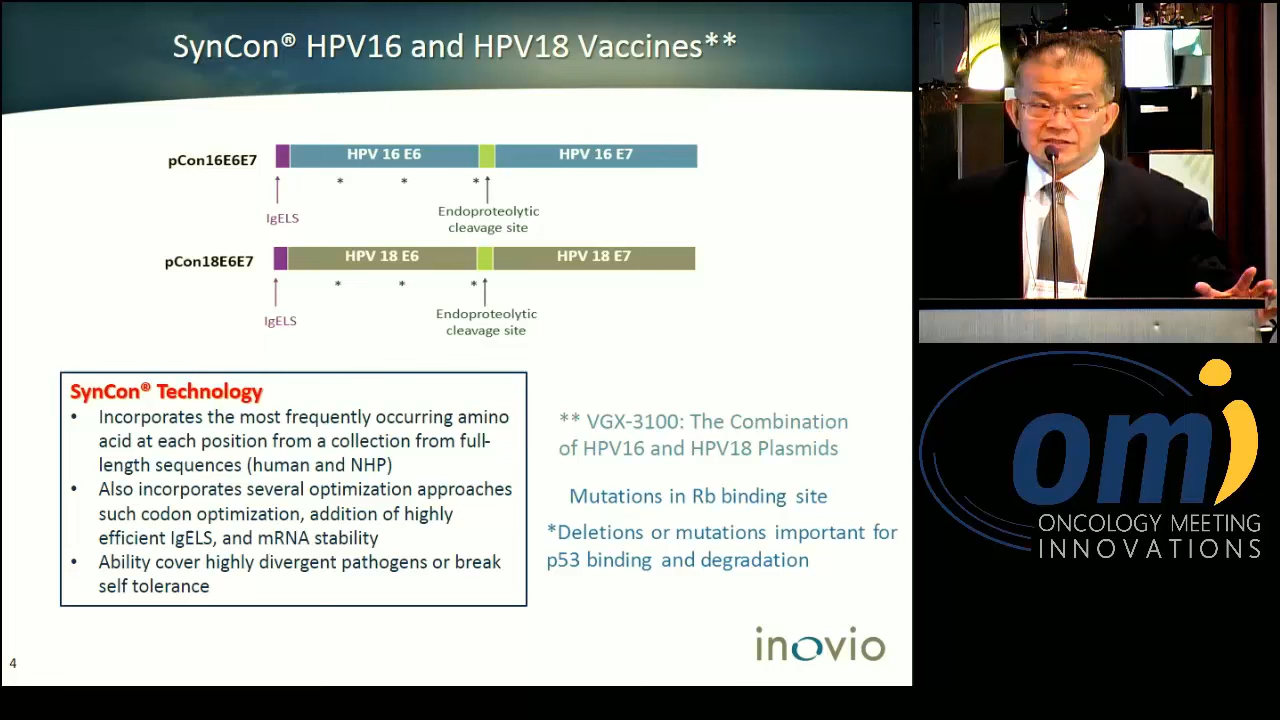 SynCon® HPV16 and HPV18 Vaccines**
pCon16E6E7
HPV 16 E6
HPV 16 E7
* * *
IgELS
Endoproteolytic
cleavage site
pCon18E6E7
HPV 18 E6
HPV 18 E7
* * *
IgELS
Endoproteolytic
cleavage site
SynCon® Technology
• Incorporates the most frequently occurring amino
acid at each position from a collection from full-
length sequences (human and NHP)
• Also incorporates several optimization approaches
such codon optimization, addition of highly
efficient IgELS, and mRNA stability
• Ability cover highly divergent pathogens or break
self tolerance
** VGX-3100: The Combination
of HPV16 and HPV18 Plasmids
Mutations in Rb binding site
*Deletions or mutations important for
p53 binding and degradation
inovio
4
omi
ONCOLOGY MEETING
INNOVATIONS